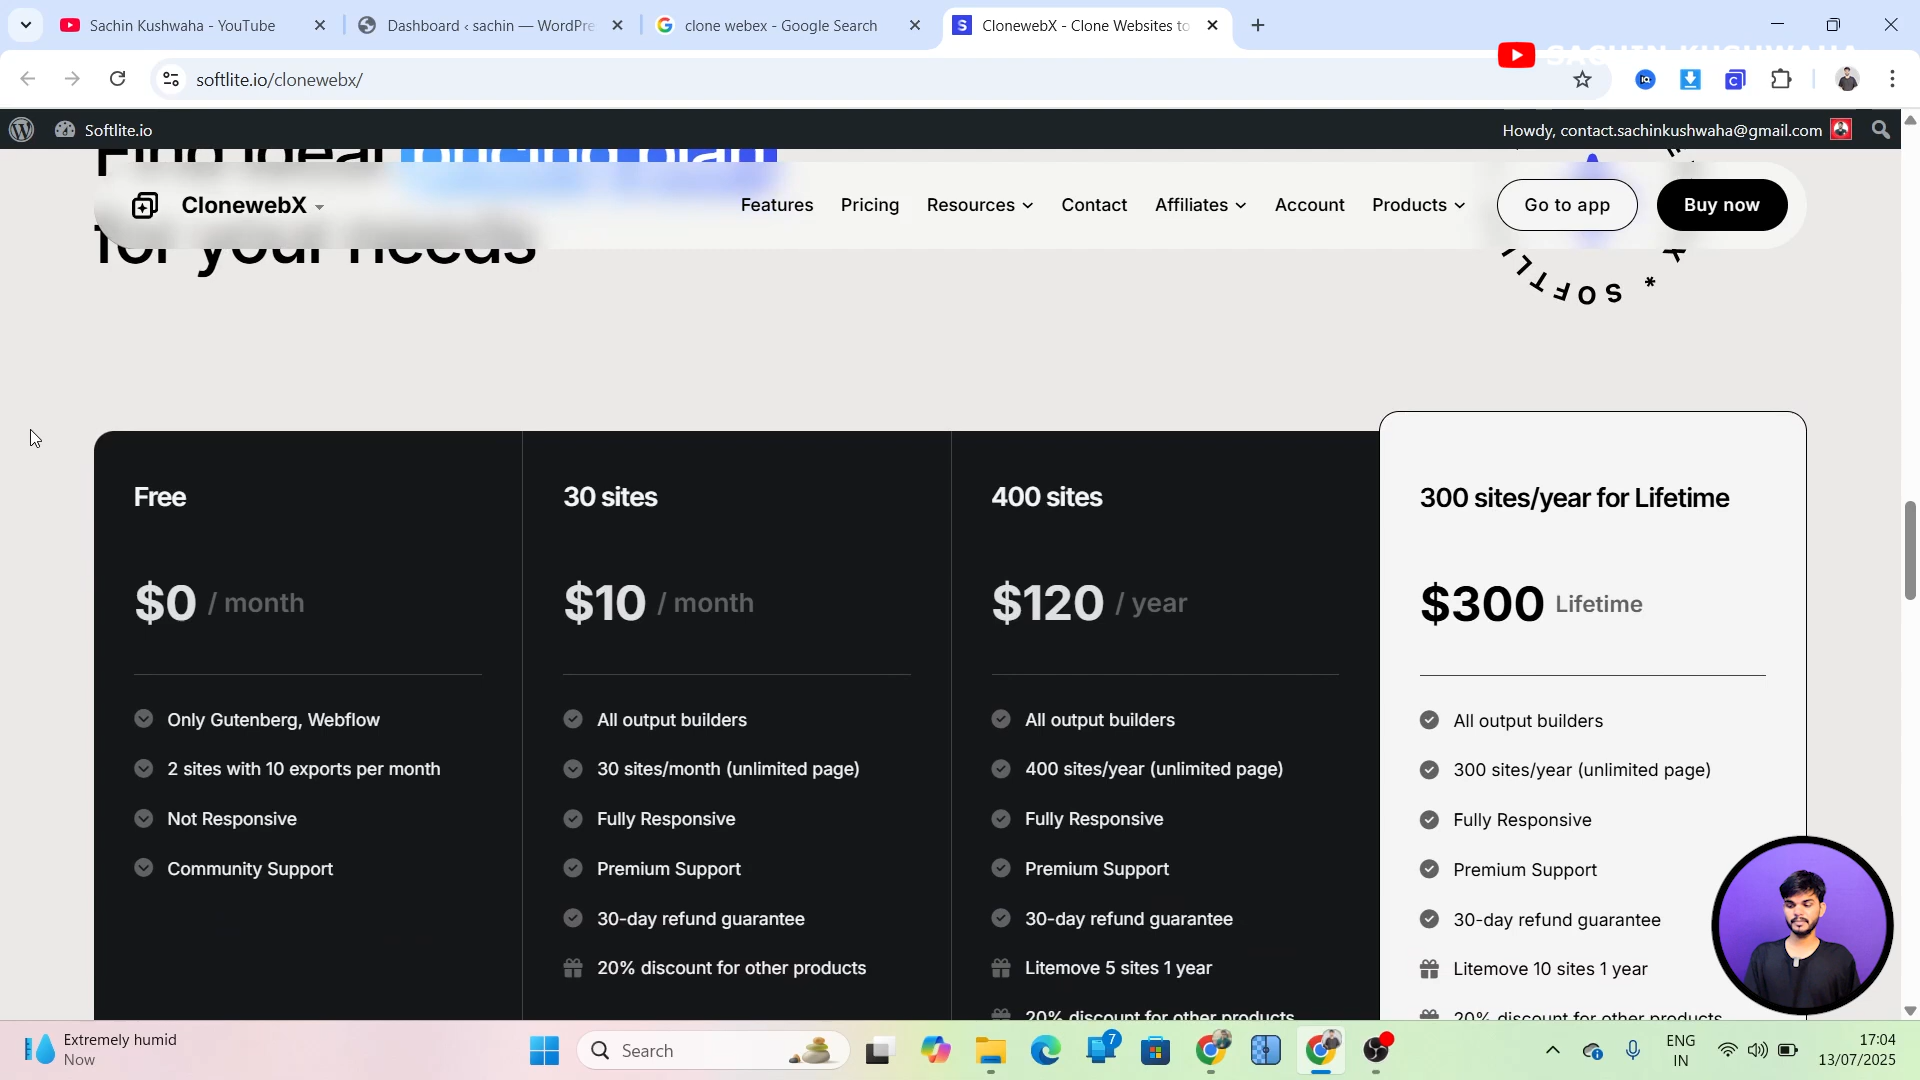 Sachin Kushwaha - YouTube
Dashboard ‹ sachin — WordPre
clone webex - Google Search
S
ClonewebX - Clone Websites to
softlite.io/clonewebx/
SACHIN KUSHWAHA
Softlite.io
Howdy, contact.sachinkushwaha@gmail.com
Find ideal pricing plan
for your needs
ClonewebX
Features
Pricing
Resources
Contact
Affiliates
Account
Products
Go to app
Buy now
Free
30 sites
400 sites
300 sites/year for Lifetime
$0 / month
$10 / month
$120 / year
$300 Lifetime
Only Gutenberg, Webflow
2 sites with 10 exports per month
Not Responsive
Community Support
All output builders
30 sites/month (unlimited page)
Fully Responsive
Premium Support
30-day refund guarantee
20% discount for other products
All output builders
400 sites/year (unlimited page)
Fully Responsive
Premium Support
30-day refund guarantee
Litemove 5 sites 1 year
20% discount for other products
All output builders
300 sites/year (unlimited page)
Fully Responsive
Premium Support
30-day refund guarantee
Litemove 10 sites 1 year
20% discount for other products
Extremely humid
Now
Search
7
ENG
IN
17:04
13/07/2025